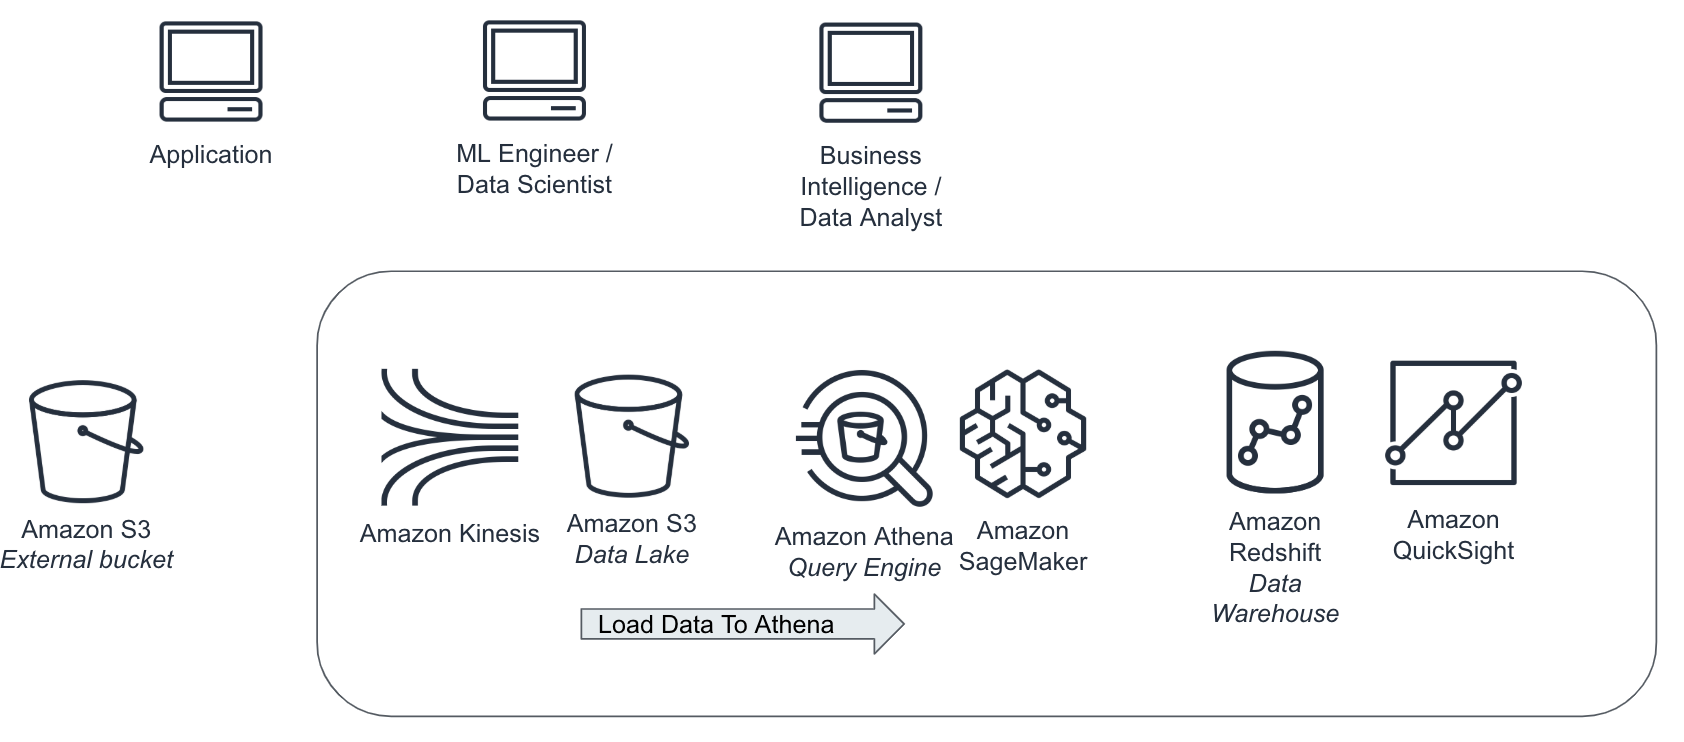 Application
ML Engineer /
Data Scientist
Business
Intelligence /
Data Analyst
Amazon S3
External bucket
Amazon Kinesis
Amazon S3
Data Lake
Amazon Athena
Query Engine
Amazon
SageMaker
Amazon
Redshift
Data
Warehouse
Amazon
QuickSight
Load Data To Athena